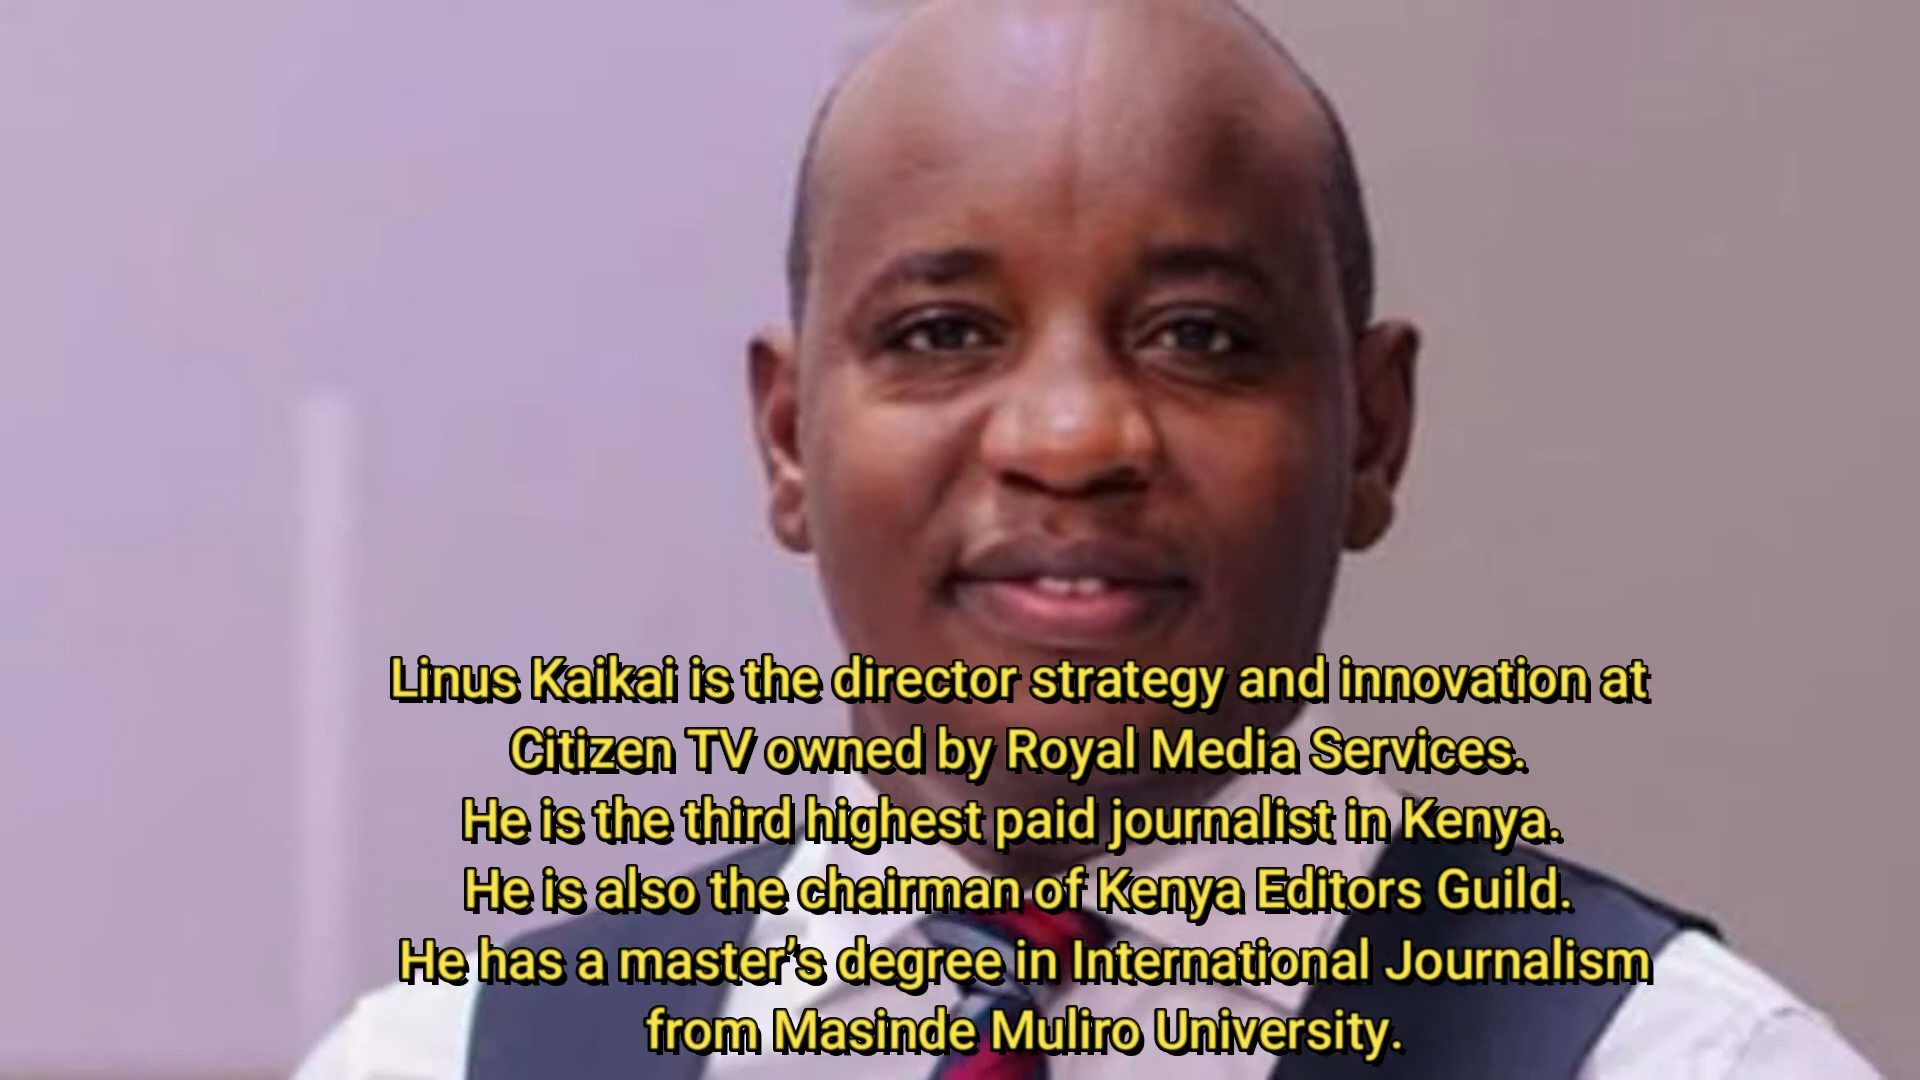 Linus Kaikai is the director strategy and innovation at
Citizen TV owned by Royal Media Services.
He is the third highest paid journalist in Kenya.
He is also the chairman of Kenya Editors Guild.
He has a master’s degree in International Journalism
from Masinde Muliro University.